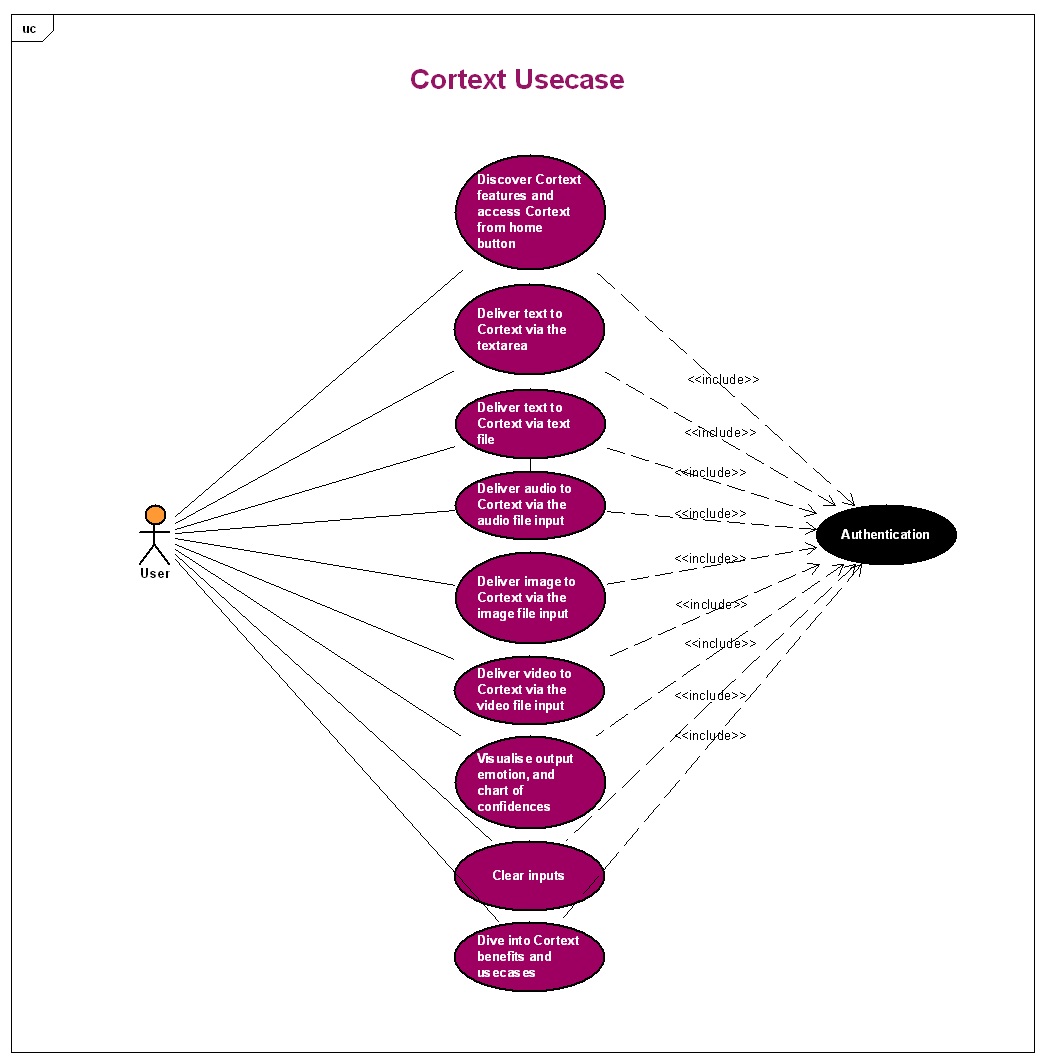 uc
Cortext Usecase
Discover Cortext
features and
access Cortext
from home
button
Deliver text to
Cortext via the
textarea
<<include>>
<<include>>
Deliver text to
Cortext via text
file
<<include>>
Deliver audio to
Cortext via the
audio file input
<<include>>
User
Authentication
Deliver image to
Cortext via the
image file input
<<include>>
<<include>>
Deliver video to
Cortext via the
video file input
<<include>>
<<include>>
<<include>>
Visualise output
emotion, and
chart of
confidences
Clear inputs
Dive into Cortext
benefits and
usecases